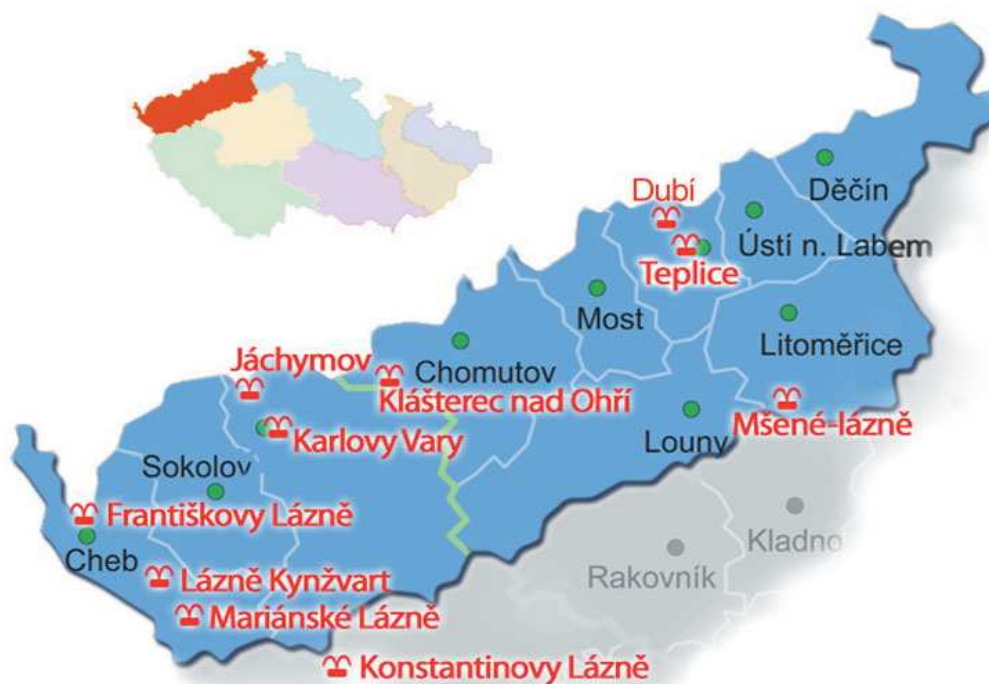 Děčín
Dubí
Ústí n. Labem
Teplice
Most
Litoměřice
Jáchymov
Chomutov
Klášterec nad Ohří
Mšené-lázně
Louny
Karlovy Vary
Sokolov
Františkovy Lázně
Kladno
Cheb
Rakovník
Lázně Kynžvart
Mariánské Lázně
Konstantinovy Lázně